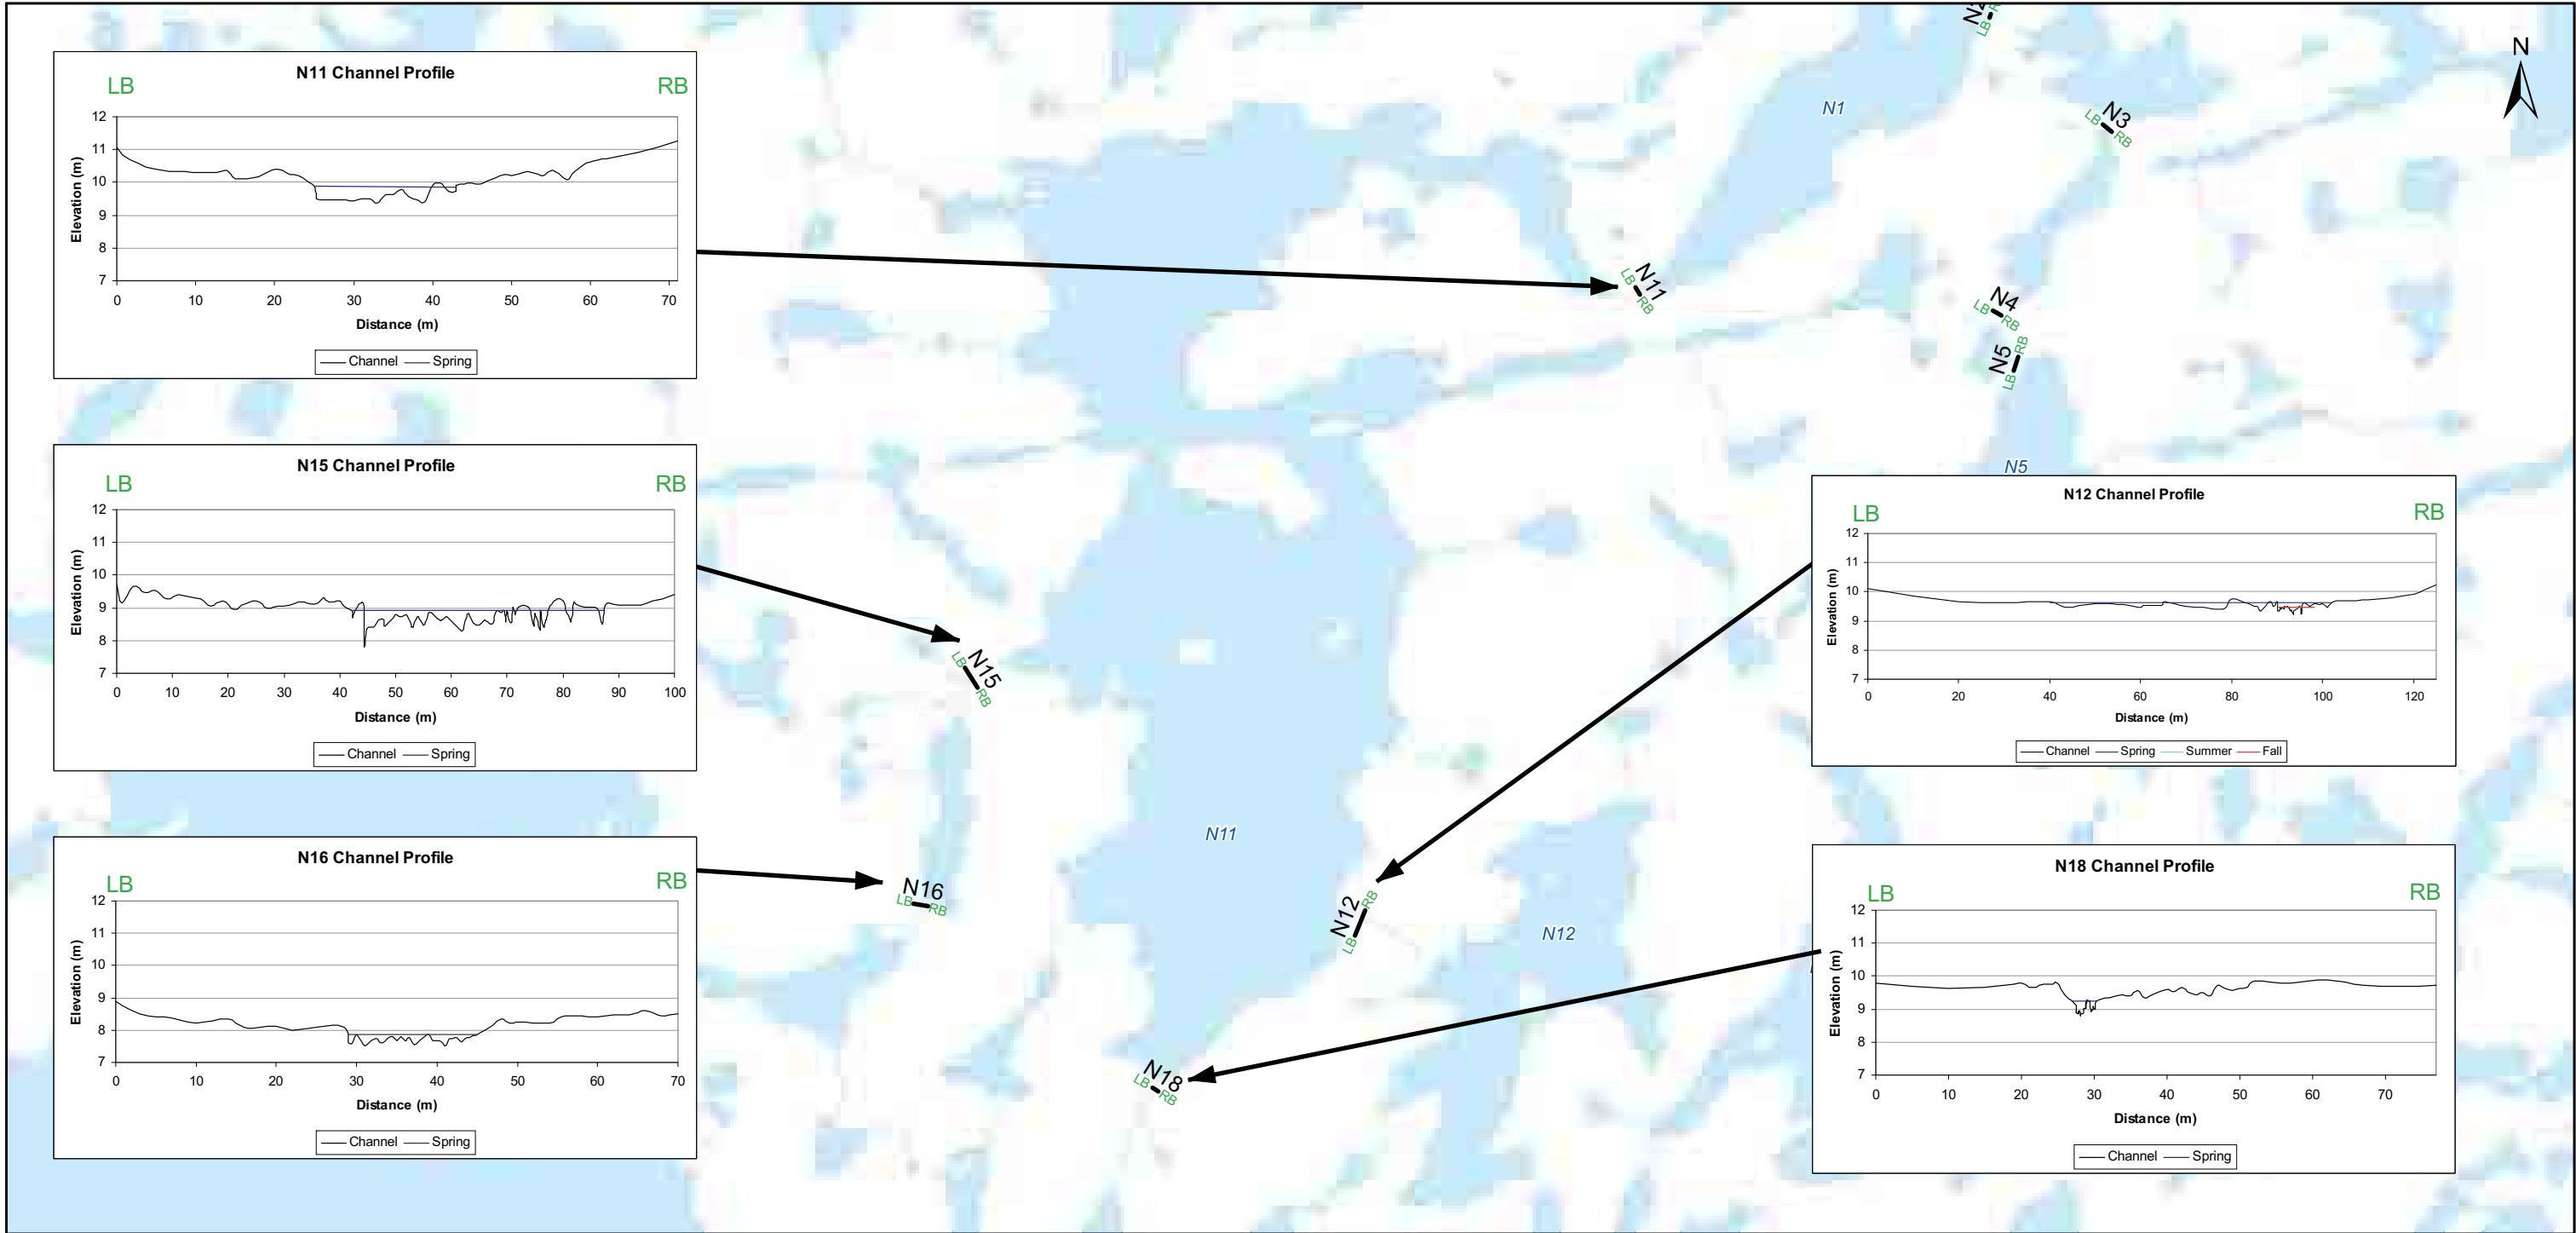 N2
LB
N
N11 Channel Profile
LB RB
12
11
10
9
8
7
Elevation (m)
0 10 20 30 40 50 60 70
Distance (m)
Channel Spring
N1
LB N3 RB
LB N11 RB
LB N4 RB
LB N5 RB
N5
N15 Channel Profile
LB RB
12
11
10
9
8
7
Elevation (m)
0 10 20 30 40 50 60 70 80 90 100
Distance (m)
Channel Spring
LB N15 RB
N12 Channel Profile
LB RB
12
11
10
9
8
7
Elevation (m)
0 20 40 60 80 100 120
Distance (m)
Channel Spring Summer Fall
N16 Channel Profile
LB RB
12
11
10
9
8
7
Elevation (m)
0 10 20 30 40 50 60 70
Distance (m)
Channel Spring
N16
LB RB
N11
LB N12 RB
N12
LB N18 RB
N18 Channel Profile
LB RB
12
11
10
9
8
7
Elevation (m)
0 10 20 30 40 50 60 70
Distance (m)
Channel Spring